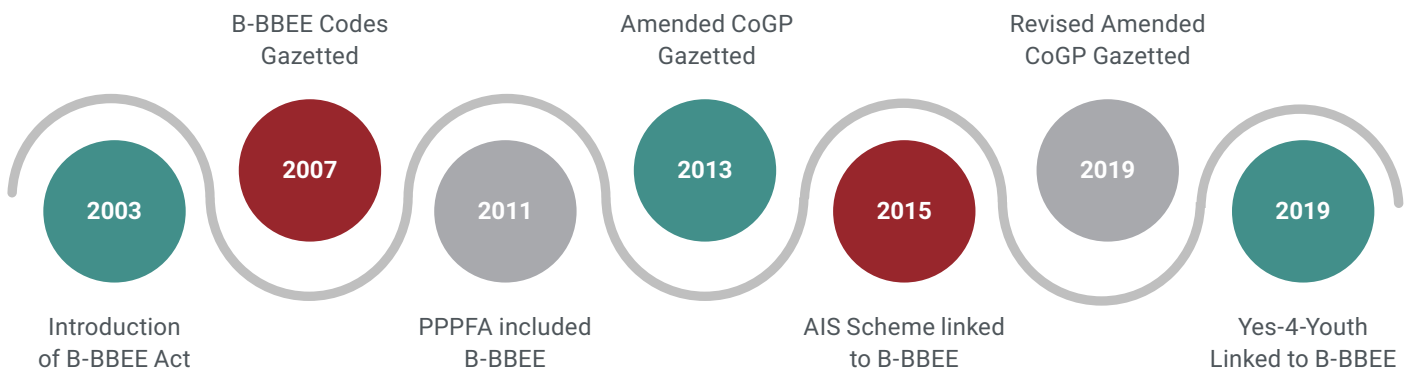 B-BBEE Codes
Gazetted
Amended CoGP
Gazetted
Revised Amended
CoGP Gazetted
2003
2007
2011
2013
2015
2019
2019
Introduction
of B-BBEE Act
PPPFA included
B-BBEE
AIS Scheme linked
to B-BBEE
Yes-4-Youth
Linked to B-BBEE